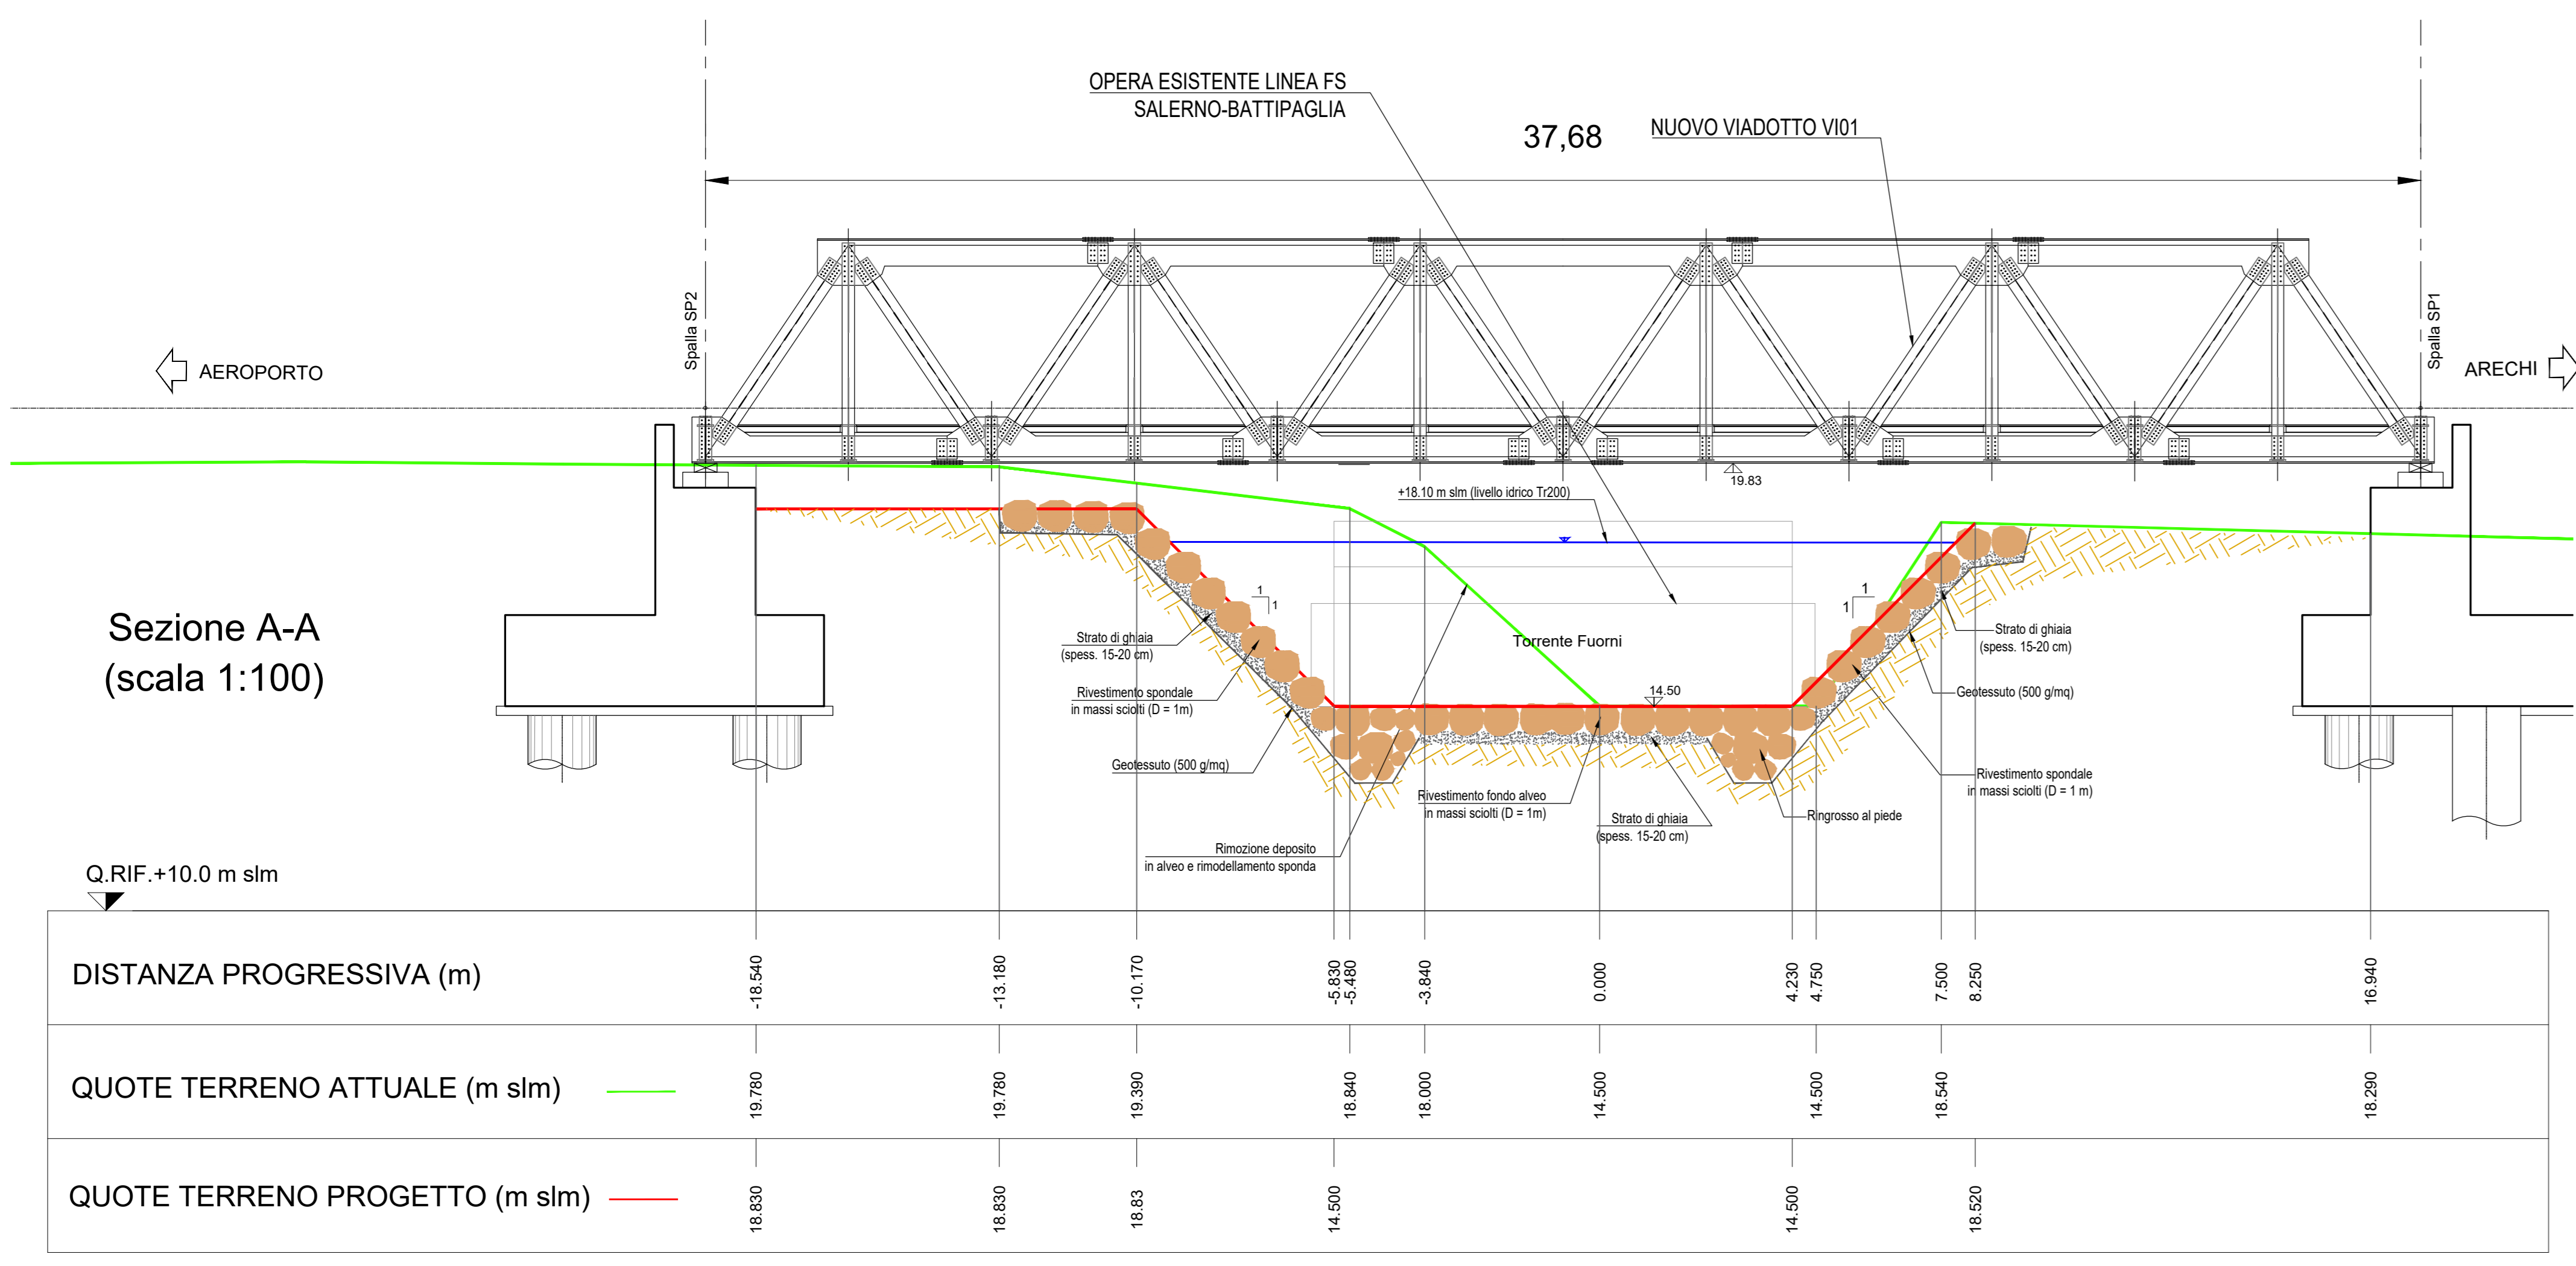 OPERA ESISTENTE LINEA FS
SALERNO-BATTIPAGLIA
37,68
NUOVO VIADOTTO VI01
Spalla SP2
Spalla SP1
AEROPORTO
ARECHI
19.83
+18.10 m slm (livello idrico Tr200)
Sezione A-A
(scala 1:100)
1
1
1
1
Strato di ghiaia
(spess. 15-20 cm)
Torrente Fuorni
Strato di ghiaia
(spess. 15-20 cm)
Rivestimento spondale
in massi sciolti (D = 1m)
14.50
Geotessuto (500 g/mq)
Geotessuto (500 g/mq)
Rivestimento spondale
in massi sciolti (D = 1 m)
Rivestimento fondo alveo
in massi sciolti (D = 1m)
Strato di ghiaia
(spess. 15-20 cm)
Ringrosso al piede
Rimozione deposito
in alveo e rimodellamento sponda
Q.RIF.+10.0 m slm
DISTANZA PROGRESSIVA (m)
-18.540
-13.180
-10.170
-5.830
-5.480
-3.840
0.000
4.230
4.750
7.500
8.250
16.940
QUOTE TERRENO ATTUALE (m slm)
19.780
19.780
19.390
18.840
18.000
14.500
14.500
18.540
18.290
QUOTE TERRENO PROGETTO (m slm)
18.830
18.830
18.83
14.500
14.500
18.520